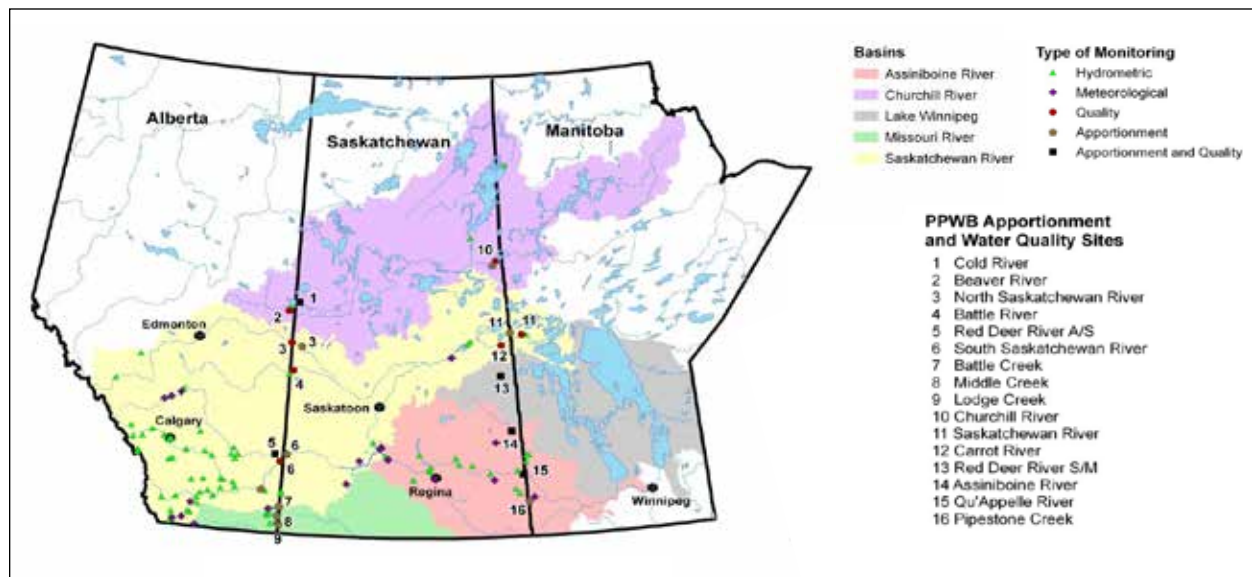 Alberta
Saskatchewan
Manitoba
Edmonton
Calgary
Saskatoon
Regina
Winnipeg
1
2
3
3
4
5
6
6
7
8
9
10
11
11
12
13
14
15
16
Basins
Assiniboine River
Churchill River
Lake Winnipeg
Missouri River
Saskatchewan River
Type of Monitoring
Hydrometric
Meteorological
Quality
Apportionment
Apportionment and Quality
PPWB Apportionment
and Water Quality Sites
1 Cold River
2 Beaver River
3 North Saskatchewan River
4 Battle River
5 Red Deer River A/S
6 South Saskatchewan River
7 Battle Creek
8 Middle Creek
9 Lodge Creek
10 Churchill River
11 Saskatchewan River
12 Carrot River
13 Red Deer River S/M
14 Assiniboine River
15 Qu'Appelle River
16 Pipestone Creek